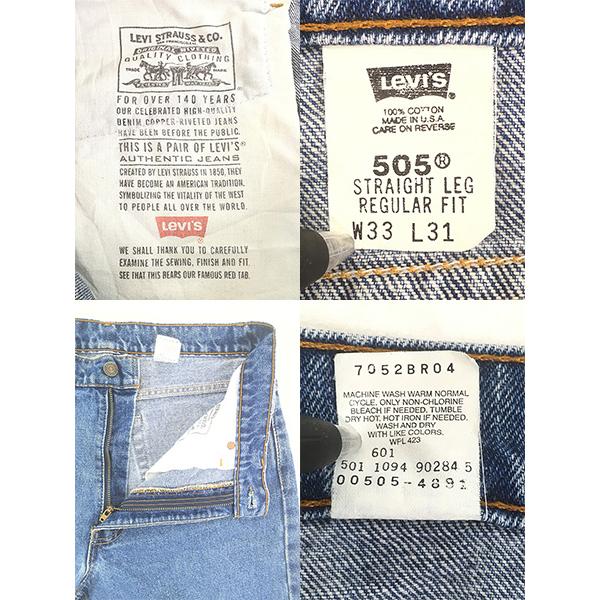 LEVI STRAUSS & CO.
SAN FRANCISCO, CAL.
ORIGINAL RIVETED
QUALITY CLOTHING
TRADE MARK
FOR OVER 140 YEARS
OUR CELEBRATED HIGH-QUALITY
DENIM COPPER-RIVETED JEANS
HAVE BEEN BEFORE THE PUBLIC.
THIS IS A PAIR OF LEVI'S®
AUTHENTIC JEANS
CREATED BY LEVI STRAUSS IN 1850, THEY
HAVE BECOME AN AMERICAN TRADITION,
SYMBOLIZING THE VITALITY OF THE WEST
TO PEOPLE ALL OVER THE WORLD.
LEVI'S
WE SHALL THANK YOU TO CAREFULLY
EXAMINE THE SEWING, FINISH AND FIT.
SEE THAT THIS BEARS OUR FAMOUS RED TAB.
LEVI'S
100% COTTON
MADE IN U.S.A.
CARE ON REVERSE
505®
STRAIGHT LEG
REGULAR FIT
W33 L31
7052BR04
MACHINE WASH WARM NORMAL
CYCLE. ONLY NON-CHLORINE
BLEACH IF NEEDED. TUMBLE
DRY HOT. HOT IRON IF NEEDED.
WASH AND DRY
WITH LIKE COLORS.
WPL 423
601
501 1094 90284 5
00505-4891